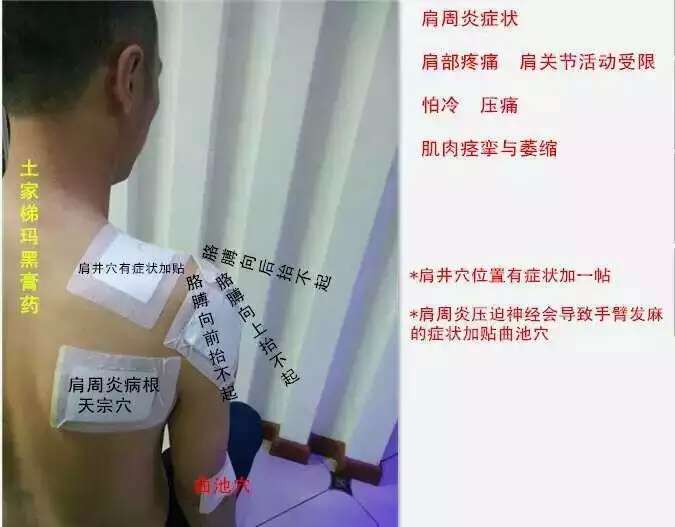 肩周炎症状
肩部疼痛 肩关节活动受限
怕冷 压痛
肌肉痉挛与萎缩
土家梯玛黑膏药
肩井穴有症状加贴
胳膊向后抬不起
胳膊向上抬不起
胳膊向前抬不起
肩周炎病根
天宗穴
曲池穴
*肩井穴位置有症状加一帖
*肩周炎压迫神经会导致手臂发麻
的症状加贴曲池穴